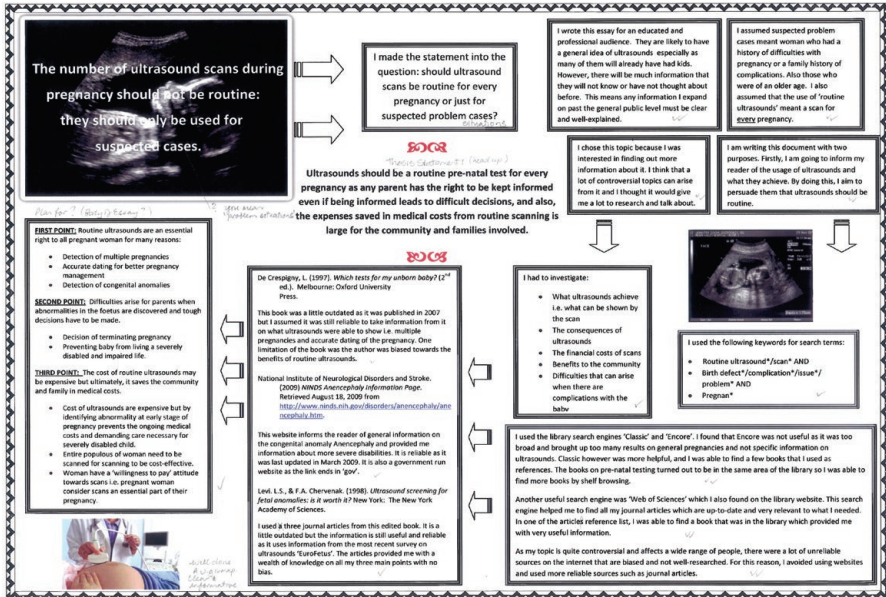 The number of ultrasound scans during
pregnancy should not be routine:
they should only be used for
suspected cases.
I made the statement into the
question: should ultrasound
scans be routine for every
pregnancy or just for
suspected problem cases?
I wrote this essay for an educated and
professional audience. They are likely to have
a general idea of ultrasounds especially as
many of them will already have had kids.
However, there will be much information that
they will not know or have not thought about
before. This means any information I expand
on past the general public level must be clear
and well-explained.
I assumed suspected problem
cases meant woman who had a
history of difficulties with
pregnancy or a family history of
complications. Also those who
were of an older age. I also
assumed that the use of 'routine
ultrasounds' meant a scan for
every pregnancy.
I chose this topic because I was
interested in finding out more
information about it. I think that a
lot of controversial topics can arise
from it and I thought it would give
me a lot to research and talk about.
I am writing this document with two
purposes. Firstly, I am going to inform my
reader of the usage of ultrasounds and
what they achieve. By doing this, I aim to
persuade them that ultrasounds should be
routine.
Ultrasounds should be a routine pre-natal test for every
pregnancy as any parent has the right to be kept informed
even if being informed leads to difficult decisions, and also,
the expenses saved in medical costs from routine scanning is
large for the community and families involved.
FIRST POINT: Routine ultrasounds are an essential
right to all pregnant woman for many reasons:
• Detection of multiple pregnancies
• Accurate dating for better pregnancy
management
• Detection of congenital anomalies
SECOND POINT: Difficulties arise for parents when
abnormalities in the foetus are discovered and tough
decisions have to be made.
• Decision of terminating pregnancy
• Preventing baby from living a severely
disabled and impaired life.
THIRD POINT: The cost of routine ultrasounds may
be expensive but ultimately, it saves the community
and family in medical costs.
• Cost of ultrasounds are expensive but by
identifying abnormality at early stage of
pregnancy prevents the ongoing medical
costs and demanding care necessary for
severely disabled child.
• Entire populous of woman need to be
scanned for scanning to be cost-effective.
• Woman have a 'willingness to pay' attitude
towards scans i.e. pregnant woman
consider scans an essential part of their
pregnancy.
De Crespigny, L. (1997). Which tests for my unborn baby? (2nd
ed.). Melbourne: Oxford University
Press.
This book was a little outdated as it was published in 2007
but I assumed it was still reliable to take information from it
on what ultrasounds were able to show i.e. multiple
pregnancies and accurate dating of the pregnancy. One
limitation of the book was the author was biased towards the
benefits of routine ultrasounds.
National Institute of Neurological Disorders and Stroke.
(2009) NINDS Anencephaly Information Page.
Retrieved August 18, 2009 from
http://www.ninds.nih.gov/disorders/anencephaly/ane
ncephaly.htm.
This website informs the reader of general information on
the congenital anomaly Anencephaly and provided me
information about more severe disabilities. It is reliable as it
was last updated in March 2009. It is also a government run
website as the link ends in 'gov'.
Levi. L.S., & F.A. Chervenak. (1998). Ultrasound screening for
fetal anomalies: is it worth it? New York: The New York
Academy of Sciences.
I used a three journal articles from this edited book. It is a
little outdated but the information is still useful and reliable
as it uses information from the most recent survey on
ultrasounds 'EuroFetus'. The articles provided me with a
wealth of knowledge on all my three main points with no
bias.
I had to investigate:
• What ultrasounds achieve
i.e. what can be shown by
the scan
• The consequences of
ultrasounds
• The financial costs of scans
• Benefits to the community
• Difficulties that can arise
when there are
complications with the
baby
I used the following keywords for search terms:
• Routine ultrasound*/scan* AND
• Birth defect*/complication*/issue*/
problem* AND
• Pregnan*
I used the library search engines 'Classic' and 'Encore'. I found that Encore was not useful as it was too
broad and brought up too many results on general pregnancies and not specific information on
ultrasounds. Classic however was more helpful, and I was able to find a few books that I used as
references. The books on pre-natal testing turned out to be in the same area of the library so I was able to
find more books by shelf browsing.
Another useful search engine was 'Web of Sciences' which I also found on the library website. This search
engine helped me to find all my journal articles which are up-to-date and very relevant to what I needed.
In one of the articles reference list, I was able to find a book that was in the library which provided me
with very useful information.
As my topic is quite controversial and affects a wide range of people, there were a lot of unreliable
sources on the internet that are biased and not well-researched. For this reason, I avoided using websites
and used more reliable sources such as journal articles.